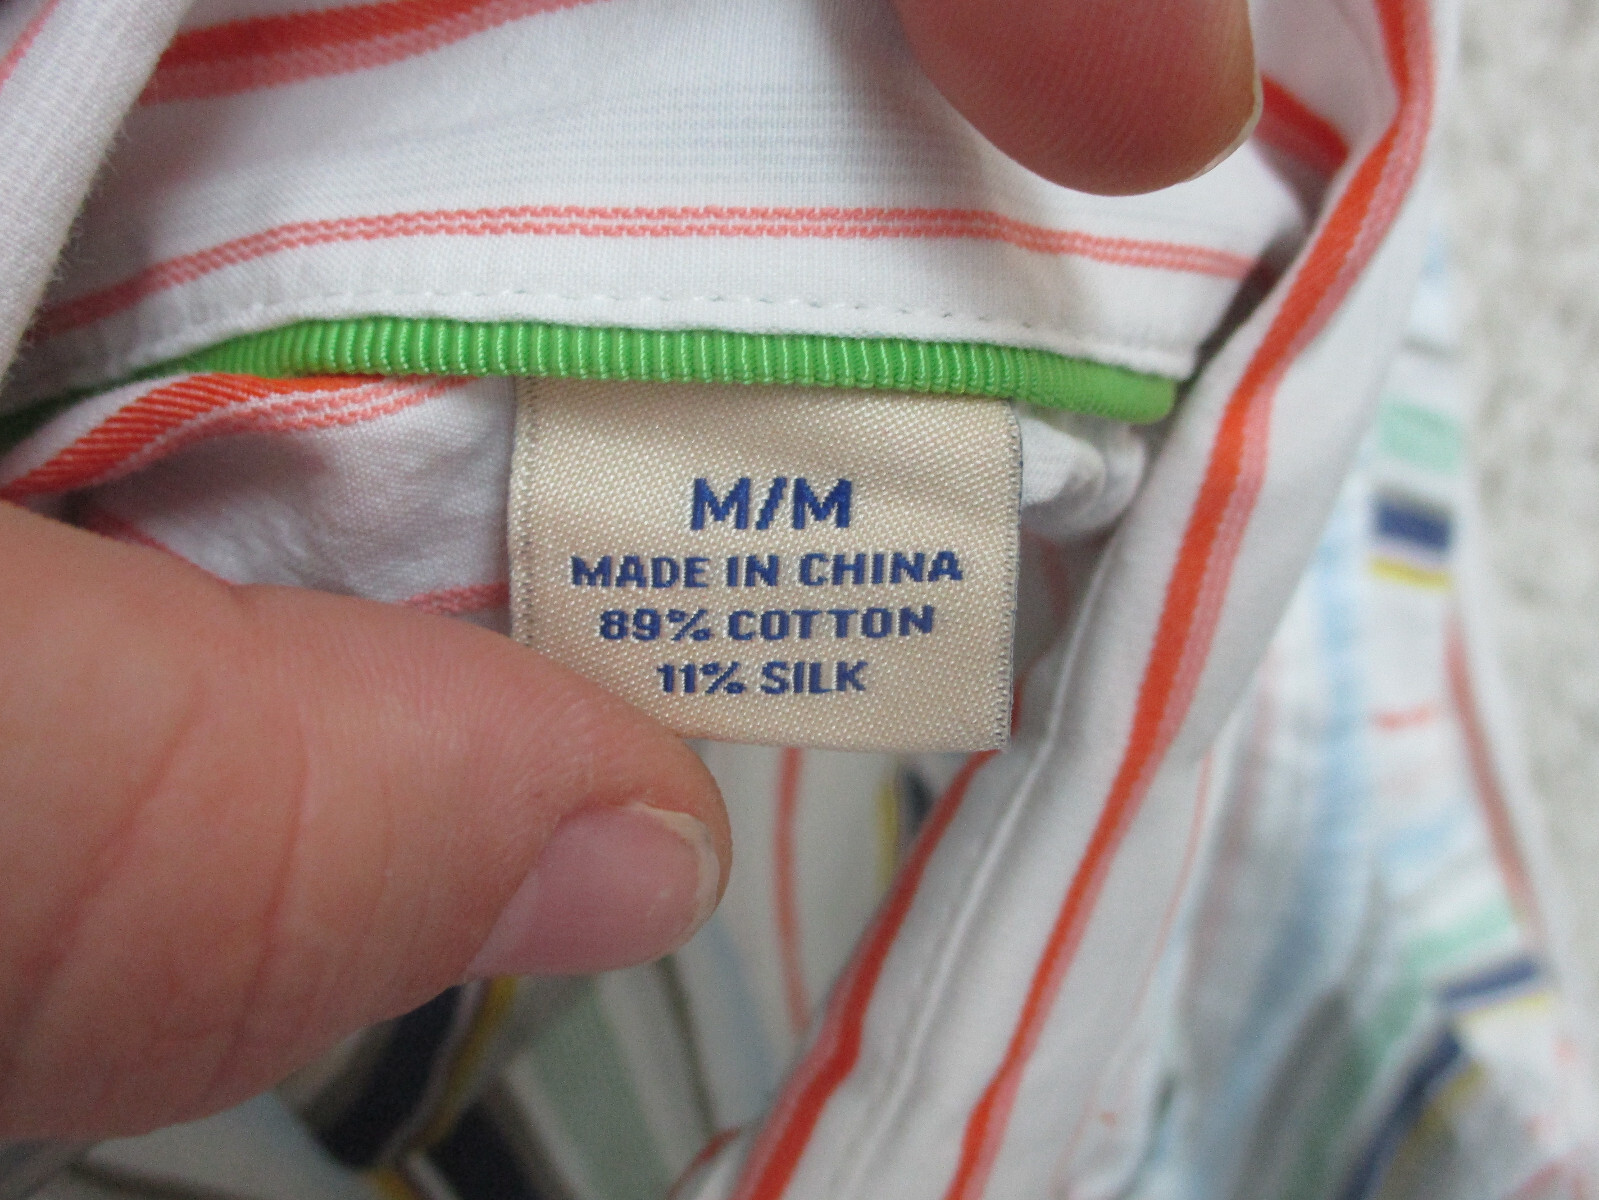 M/M
MADE IN CHINA
89% COTTON
11% SILK